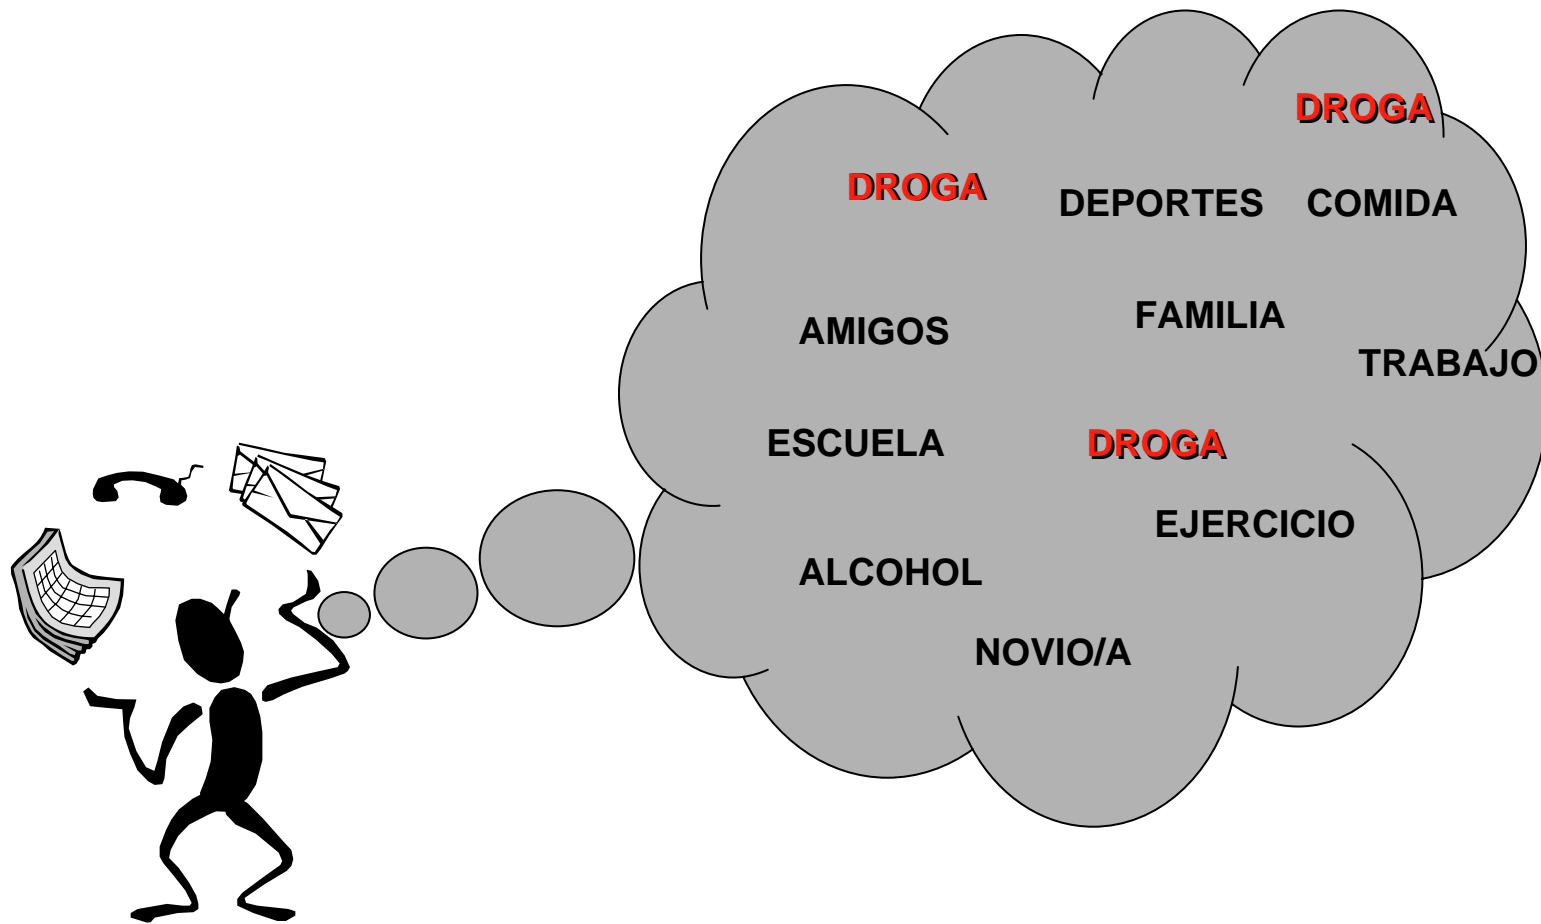 DROGA
DROGA
DEPORTES
COMIDA
FAMILIA
AMIGOS
TRABAJO
ESCUELA
DROGA
EJERCICIO
ALCOHOL
NOVIO/A